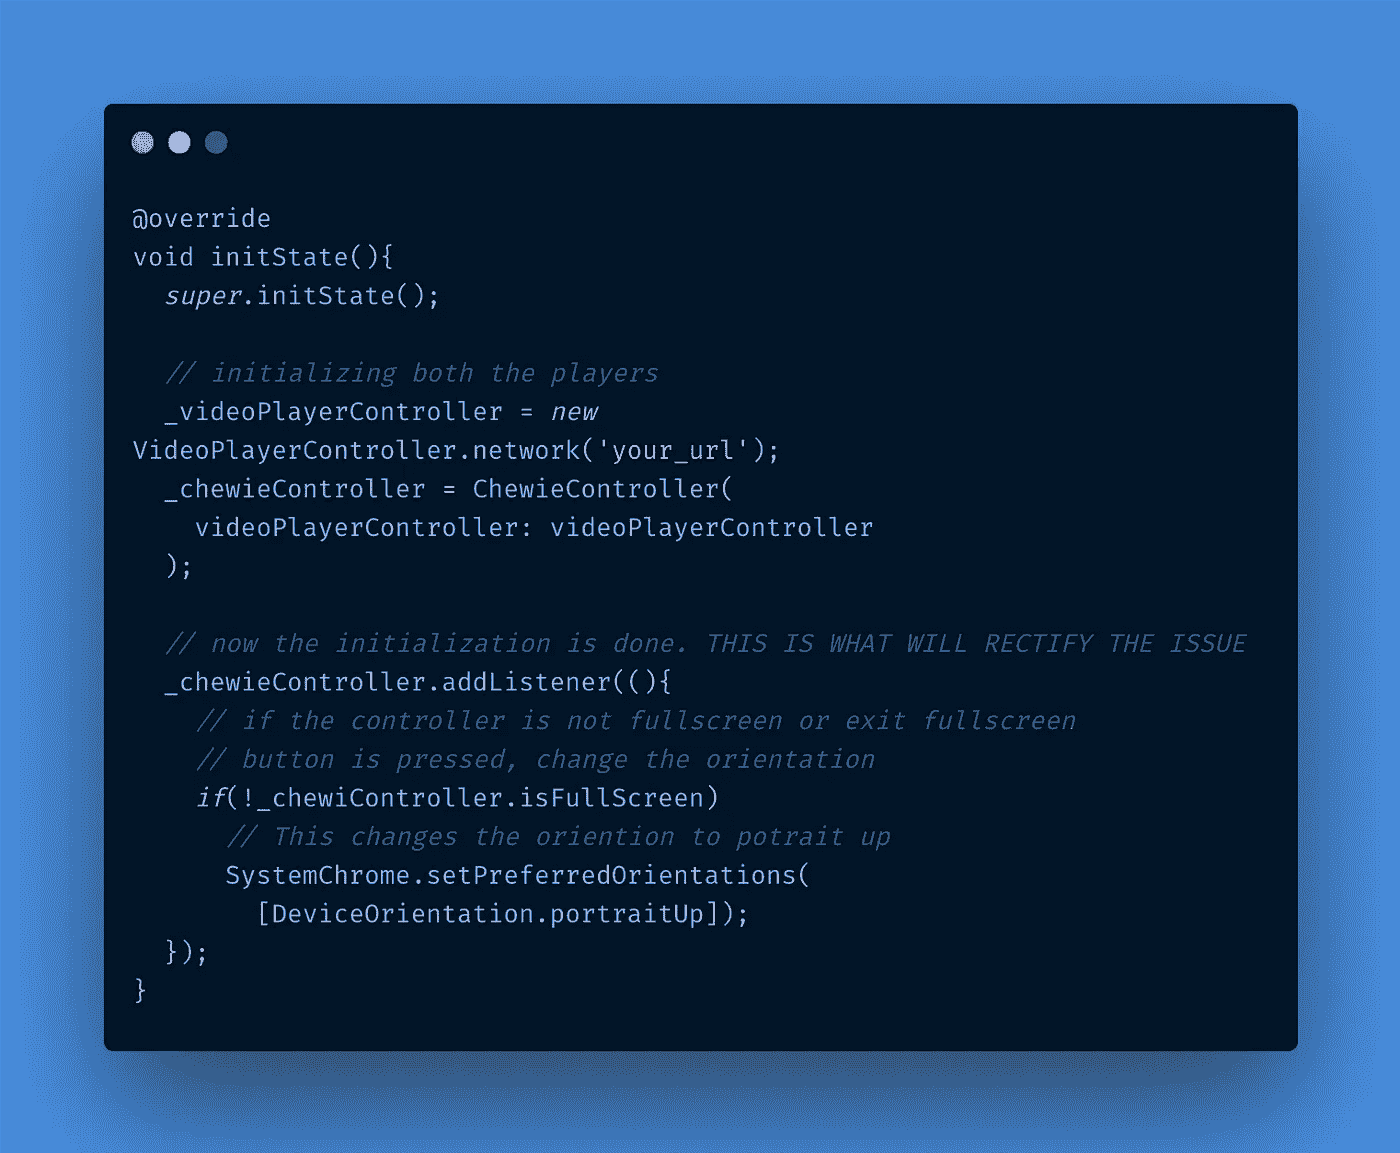 @override
void initState(){
  super.initState();

  // initializing both the players
  _videoPlayerController = new
VideoPlayerController.network('your_url');
  _chewieController = ChewieController(
    videoPlayerController: videoPlayerController
  );

  // now the initialization is done. THIS IS WHAT WILL RECTIFY THE ISSUE
  _chewieController.addListener((){
    // if the controller is not fullscreen or exit fullscreen
    // button is pressed, change the orientation
    if(!_chewiController.isFullScreen)
      // This changes the oriention to potrait up
      SystemChrome.setPreferredOrientations(
        [DeviceOrientation.portraitUp]);
  });
}